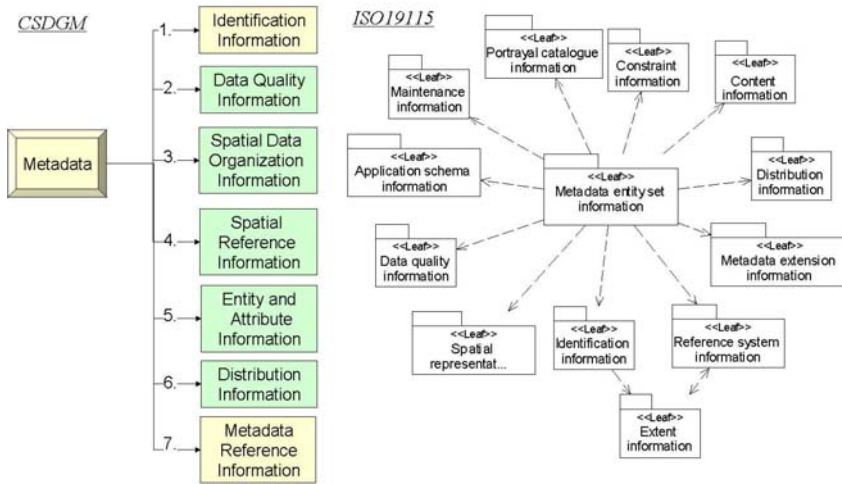 CSDGM
Metadata
1.
Identification
Information
2.
Data Quality
Information
3.
Spatial Data
Organization
Information
4.
Spatial
Reference
Information
5.
Entity and
Attribute
Information
6.
Distribution
Information
7.
Metadata
Reference
Information
ISO19115
<<Leaf>>
Maintenance
information
<<Leaf>>
Portrayal catalogue
information
<<Leaf>>
Constraint
information
<<Leaf>>
Content
information
<<Leaf>>
Application schema
information
<<Leaf>>
Metadata entity set
information
<<Leaf>>
Distribution
information
<<Leaf>>
Data quality
information
<<Leaf>>
Metadata extension
information
<<Leaf>>
Spatial
representat...
<<Leaf>>
Identification
information
<<Leaf>>
Reference system
information
<<Leaf>>
Extent
information